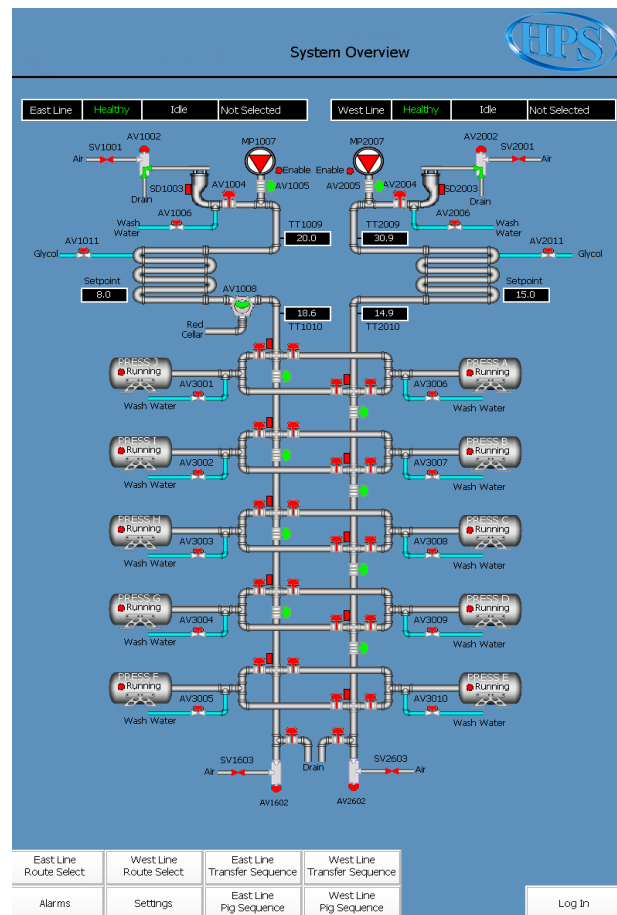 System Overview
HPS
East Line Healthy Idle Not Selected
West Line Healthy Idle Not Selected
AV1002
SV1001
Air
MP1007
MP2007
AV2002
SV2001
Air
Enable
Enable
SD1003
AV1004
AV1005
AV2005
AV2004
SD2003
Drain
Drain
AV1006
AV2006
Wash
Water
Wash
Water
TT1009
20.0
TT2009
30.9
AV1011
Glycol
AV2011
Glycol
Setpoint
8.0
AV1008
Setpoint
15.0
18.6
TT1010
14.9
TT2010
Red
Cellar
PRESS J
Running
AV3001
Wash Water
PRESS A
Running
AV3006
Wash Water
PRESS I
Running
AV3002
Wash Water
PRESS B
Running
AV3007
Wash Water
PRESS H
Running
AV3003
Wash Water
PRESS C
Running
AV3008
Wash Water
PRESS G
Running
AV3004
Wash Water
PRESS D
Running
AV3009
Wash Water
PRESS F
Running
AV3005
Wash Water
PRESS E
Running
AV3010
Wash Water
SV1603
Air
Drain
SV2603
Air
AV1602
AV2602
East Line
Route Select
West Line
Route Select
East Line
Transfer Sequence
West Line
Transfer Sequence
Alarms
Settings
East Line
Pig Sequence
West Line
Pig Sequence
Log In